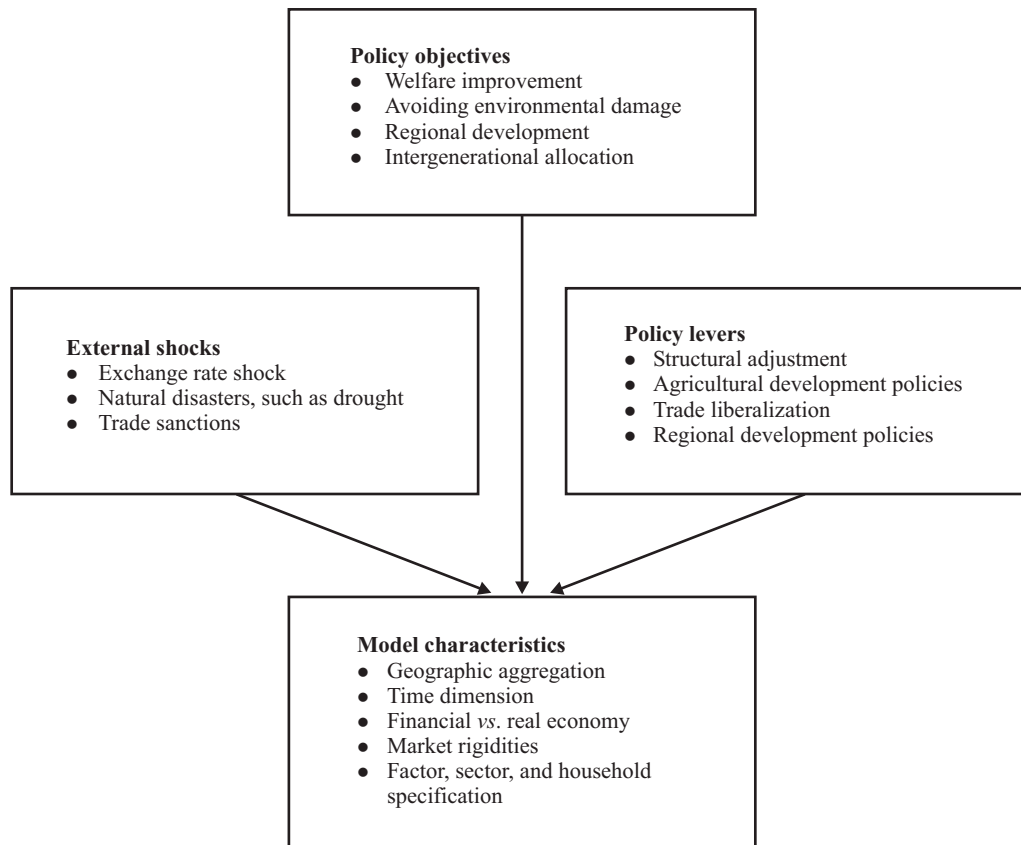 Policy objectives
● Welfare improvement
● Avoiding environmental damage
● Regional development
● Intergenerational allocation
External shocks
● Exchange rate shock
● Natural disasters, such as drought
● Trade sanctions
Policy levers
● Structural adjustment
● Agricultural development policies
● Trade liberalization
● Regional development policies
Model characteristics
● Geographic aggregation
● Time dimension
● Financial vs. real economy
● Market rigidities
● Factor, sector, and household
specification